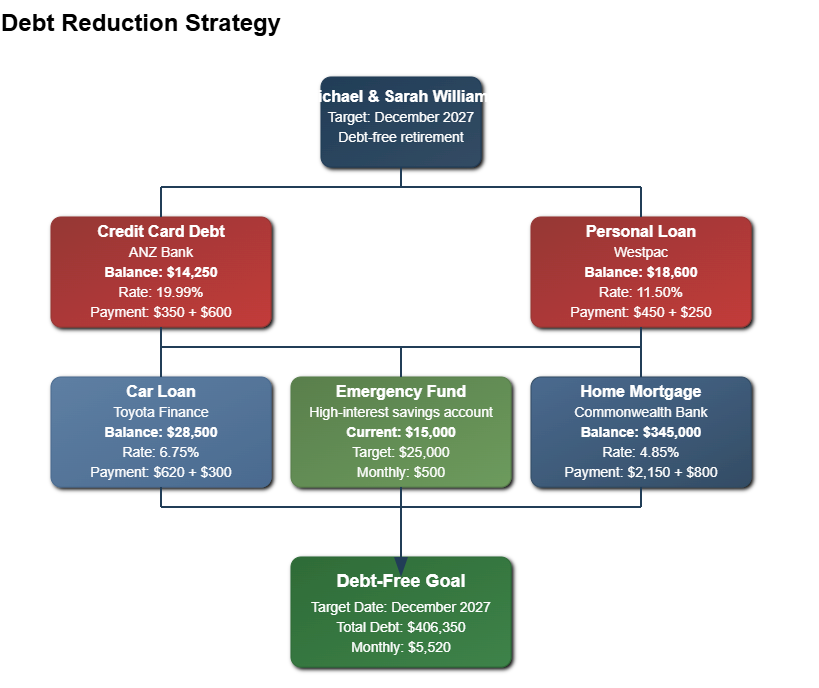 Debt Reduction Strategy
ichael & Sarah William
Target: December 2027
Debt-free retirement
Credit Card Debt
ANZ Bank
Balance: $14,250
Rate: 19.99%
Payment: $350 + $600
Personal Loan
Westpac
Balance: $18,600
Rate: 11.50%
Payment: $450 + $250
Car Loan
Toyota Finance
Balance: $28,500
Rate: 6.75%
Payment: $620 + $300
Emergency Fund
High-interest savings account
Current: $15,000
Target: $25,000
Monthly: $500
Home Mortgage
Commonwealth Bank
Balance: $345,000
Rate: 4.85%
Payment: $2,150 + $800
Debt-Free Goal
Target Date: December 2027
Total Debt: $406,350
Monthly: $5,520